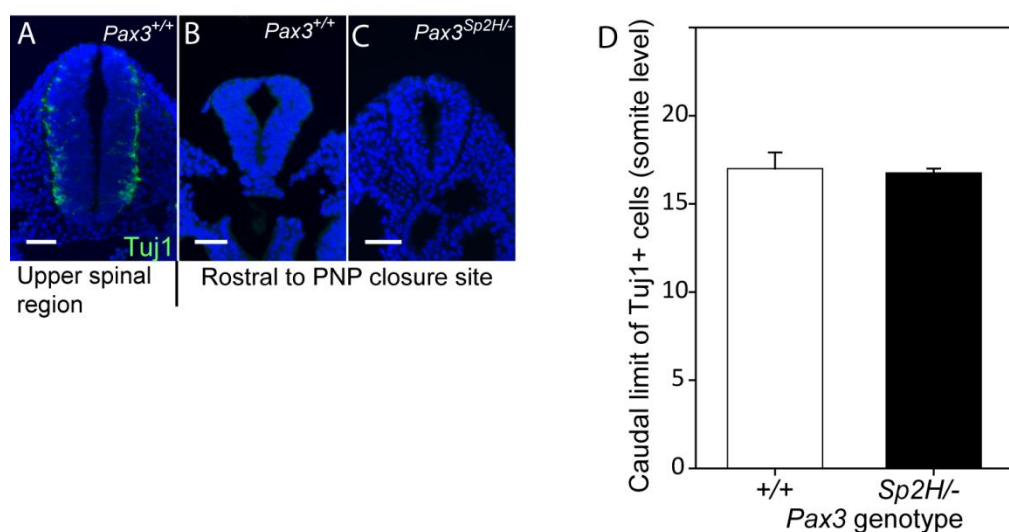 A
Pax3+/+
B
Pax3+/+
C
Pax3Sp2H/-
Tuj1
Upper spinal
region
Rostral to PNP closure site
D
Caudal limit of Tuj1+ cells (somite level)
20
15
10
5
0
+/+
Sp2H/-
Pax3 genotype